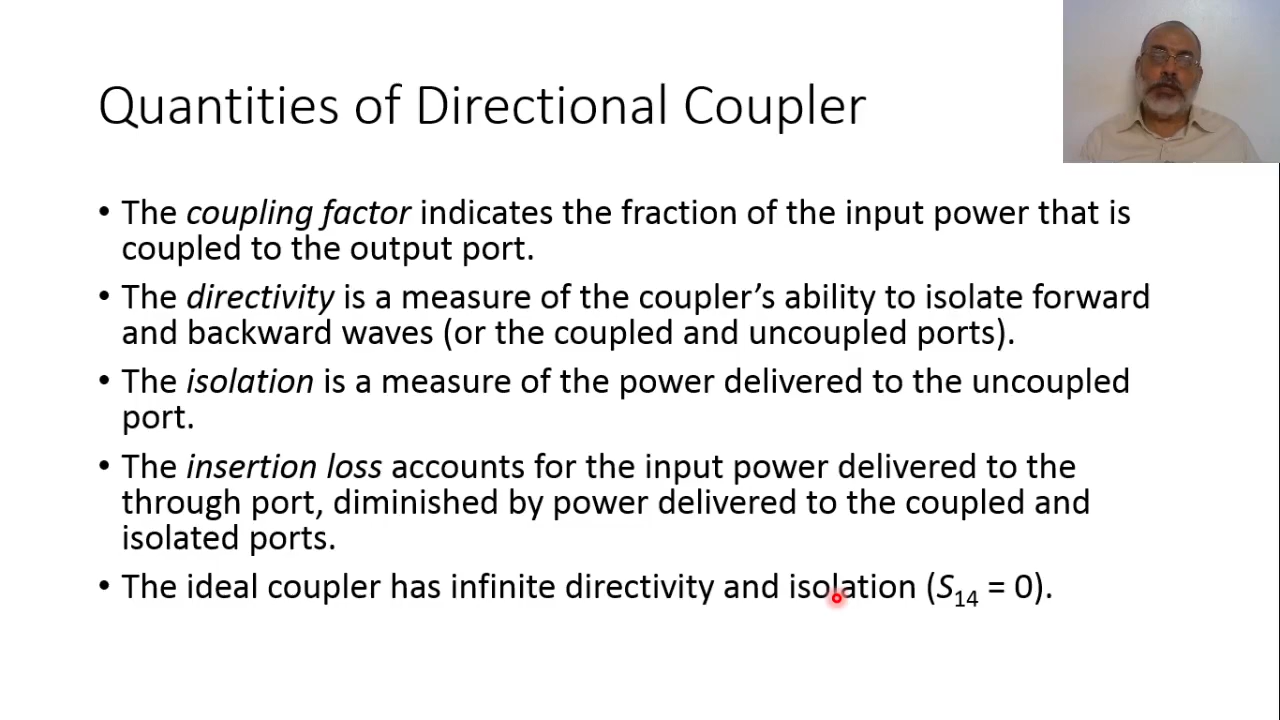 Quantities of Directional Coupler
• The coupling factor indicates the fraction of the input power that is
coupled to the output port.
• The directivity is a measure of the coupler’s ability to isolate forward
and backward waves (or the coupled and uncoupled ports).
• The isolation is a measure of the power delivered to the uncoupled
port.
• The insertion loss accounts for the input power delivered to the
through port, diminished by power delivered to the coupled and
isolated ports.
• The ideal coupler has infinite directivity and isolation (S14 = 0).